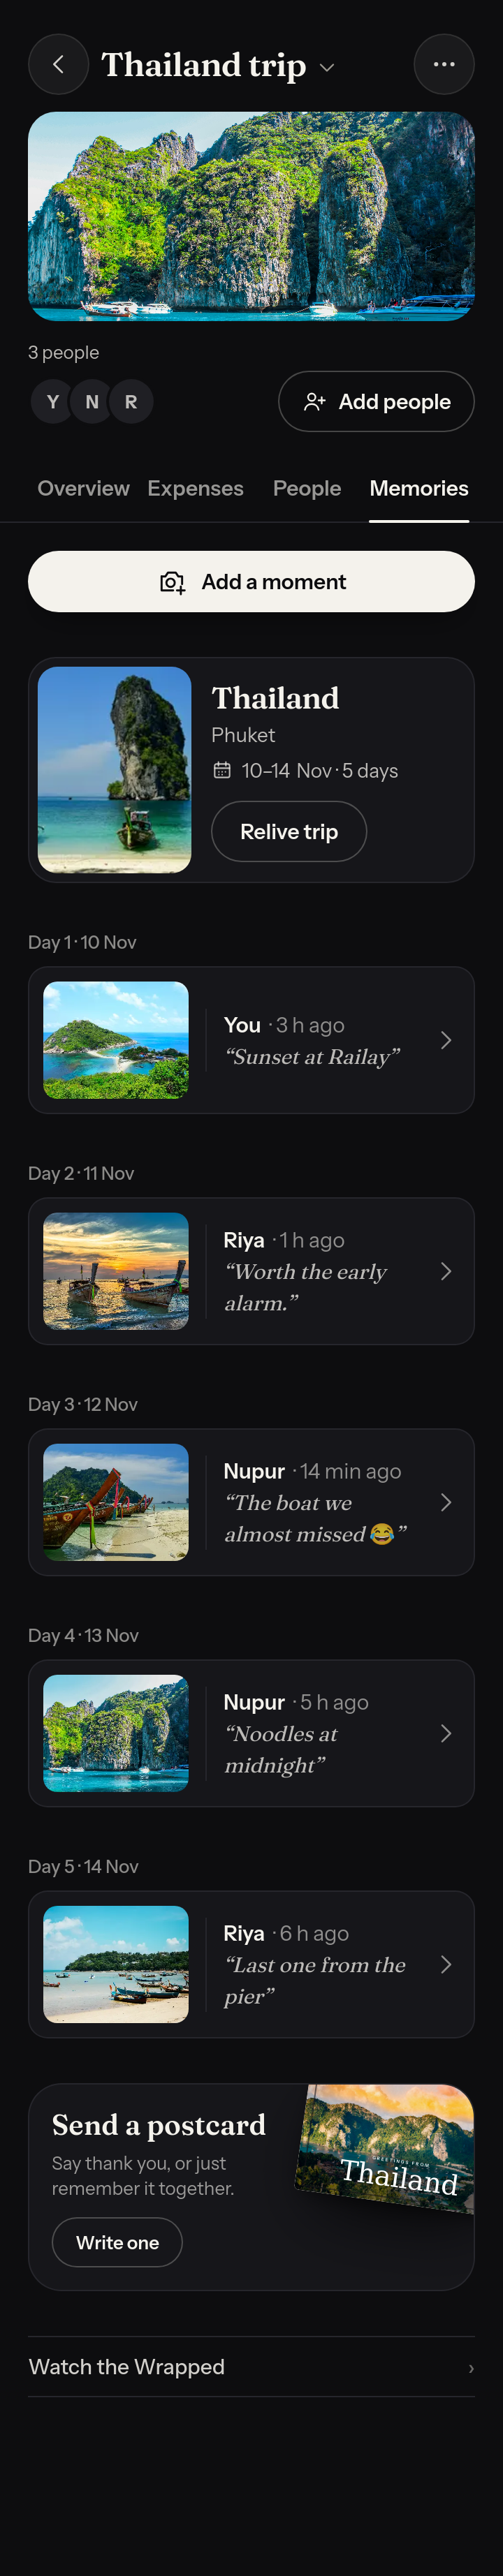 Thailand trip
3 people
Y N R
Add people
Overview Expenses People Memories
Add a moment
Thailand
Phuket
10–14 Nov · 5 days
Relive trip
Day 1 · 10 Nov
You · 3 h ago
“Sunset at Railay”
Day 2 · 11 Nov
Riya · 1 h ago
“Worth the early
alarm.”
Day 3 · 12 Nov
Nupur · 14 min ago
“The boat we
almost missed 😂”
Day 4 · 13 Nov
Nupur · 5 h ago
“Noodles at
midnight”
Day 5 · 14 Nov
Riya · 6 h ago
“Last one from the
pier”
Send a postcard
Say thank you, or just
remember it together.
Write one
GREETINGS FROM
Thailand
Watch the Wrapped